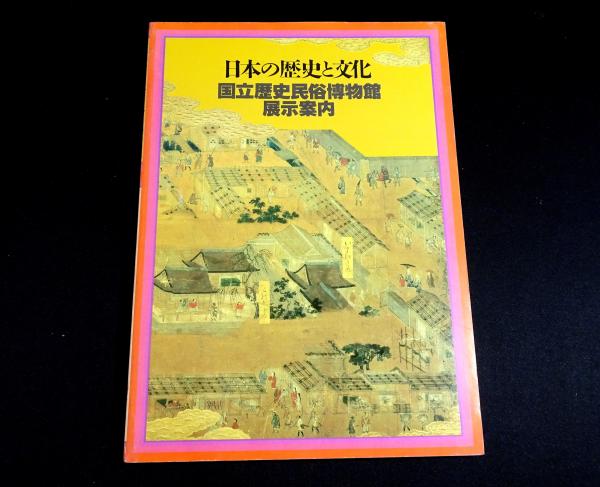 日本の歴史と文化
国立歴史民俗博物館
展示案内